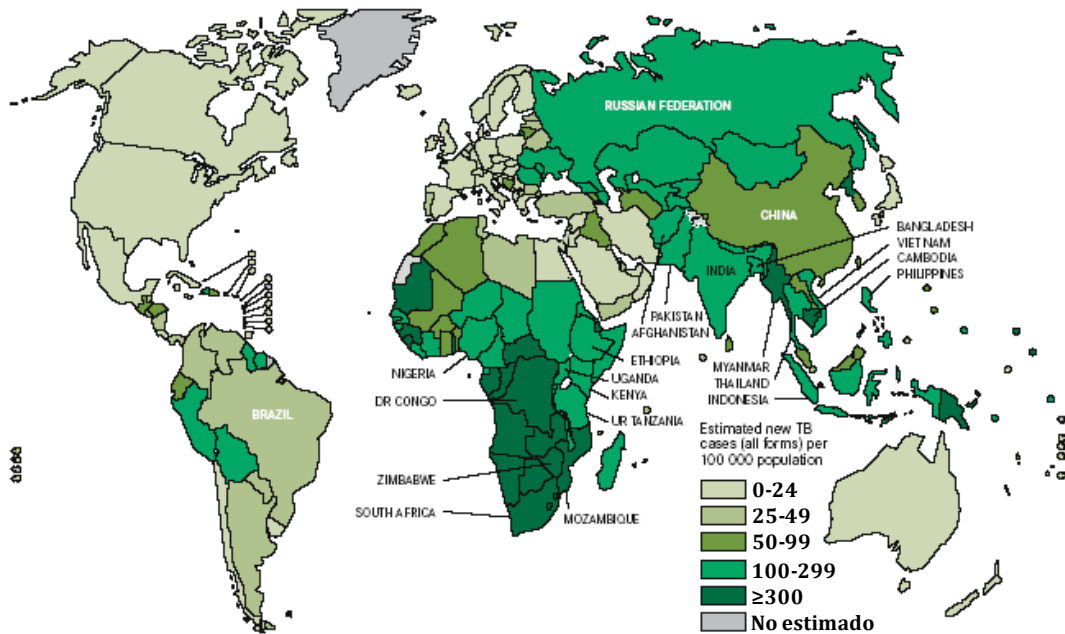 RUSSIAN FEDERATION
CHINA
BANGLADESH
VIET NAM
CAMBODIA
PHILIPPINES
INDIA
PAKISTAN
AFGHANISTAN
ETHIOPIA
NIGERIA
UGANDA
KENYA
MYANMAR
THAILAND
INDONESIA
DR CONGO
BRAZIL
UR TANZANIA
ZIMBABWE
SOUTH AFRICA
MOZAMBIQUE
Estimated new TB
cases (all forms) per
100 000 population
0-24
25-49
50-99
100-299
≥300
No estimado